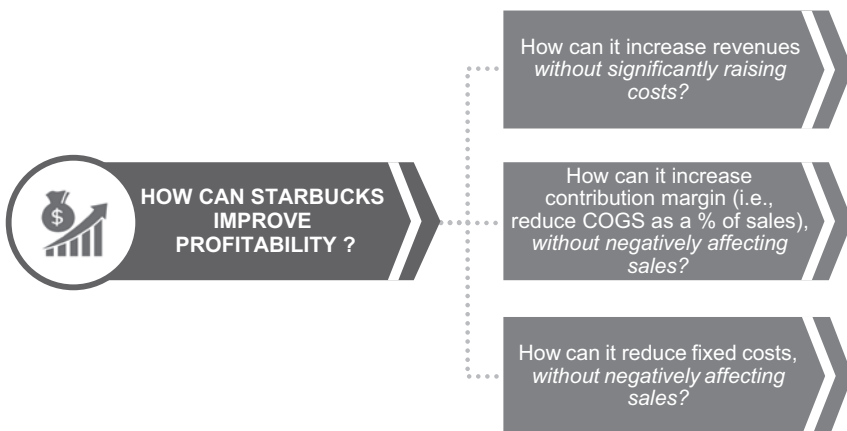 How can it increase revenues
without significantly raising
costs?
HOW CAN STARBUCKS
IMPROVE
PROFITABILITY ?
$
How can it increase
contribution margin (i.e.,
reduce COGS as a % of sales),
without negatively affecting
sales?
How can it reduce fixed costs,
without negatively affecting
sales?